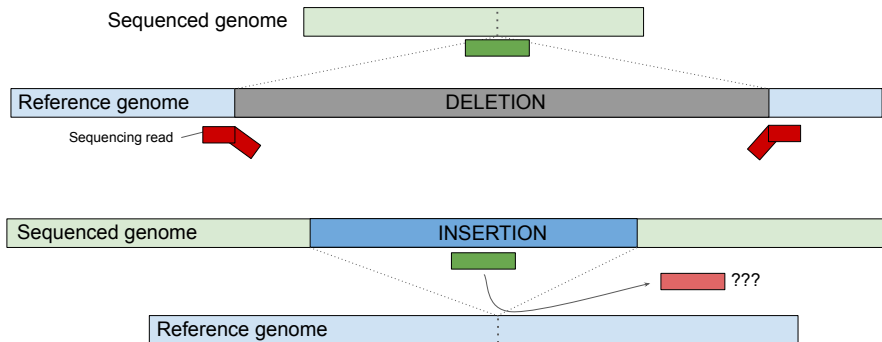 Sequenced genome
Reference genome
DELETION
Sequencing read
Sequenced genome
INSERTION
???
Reference genome